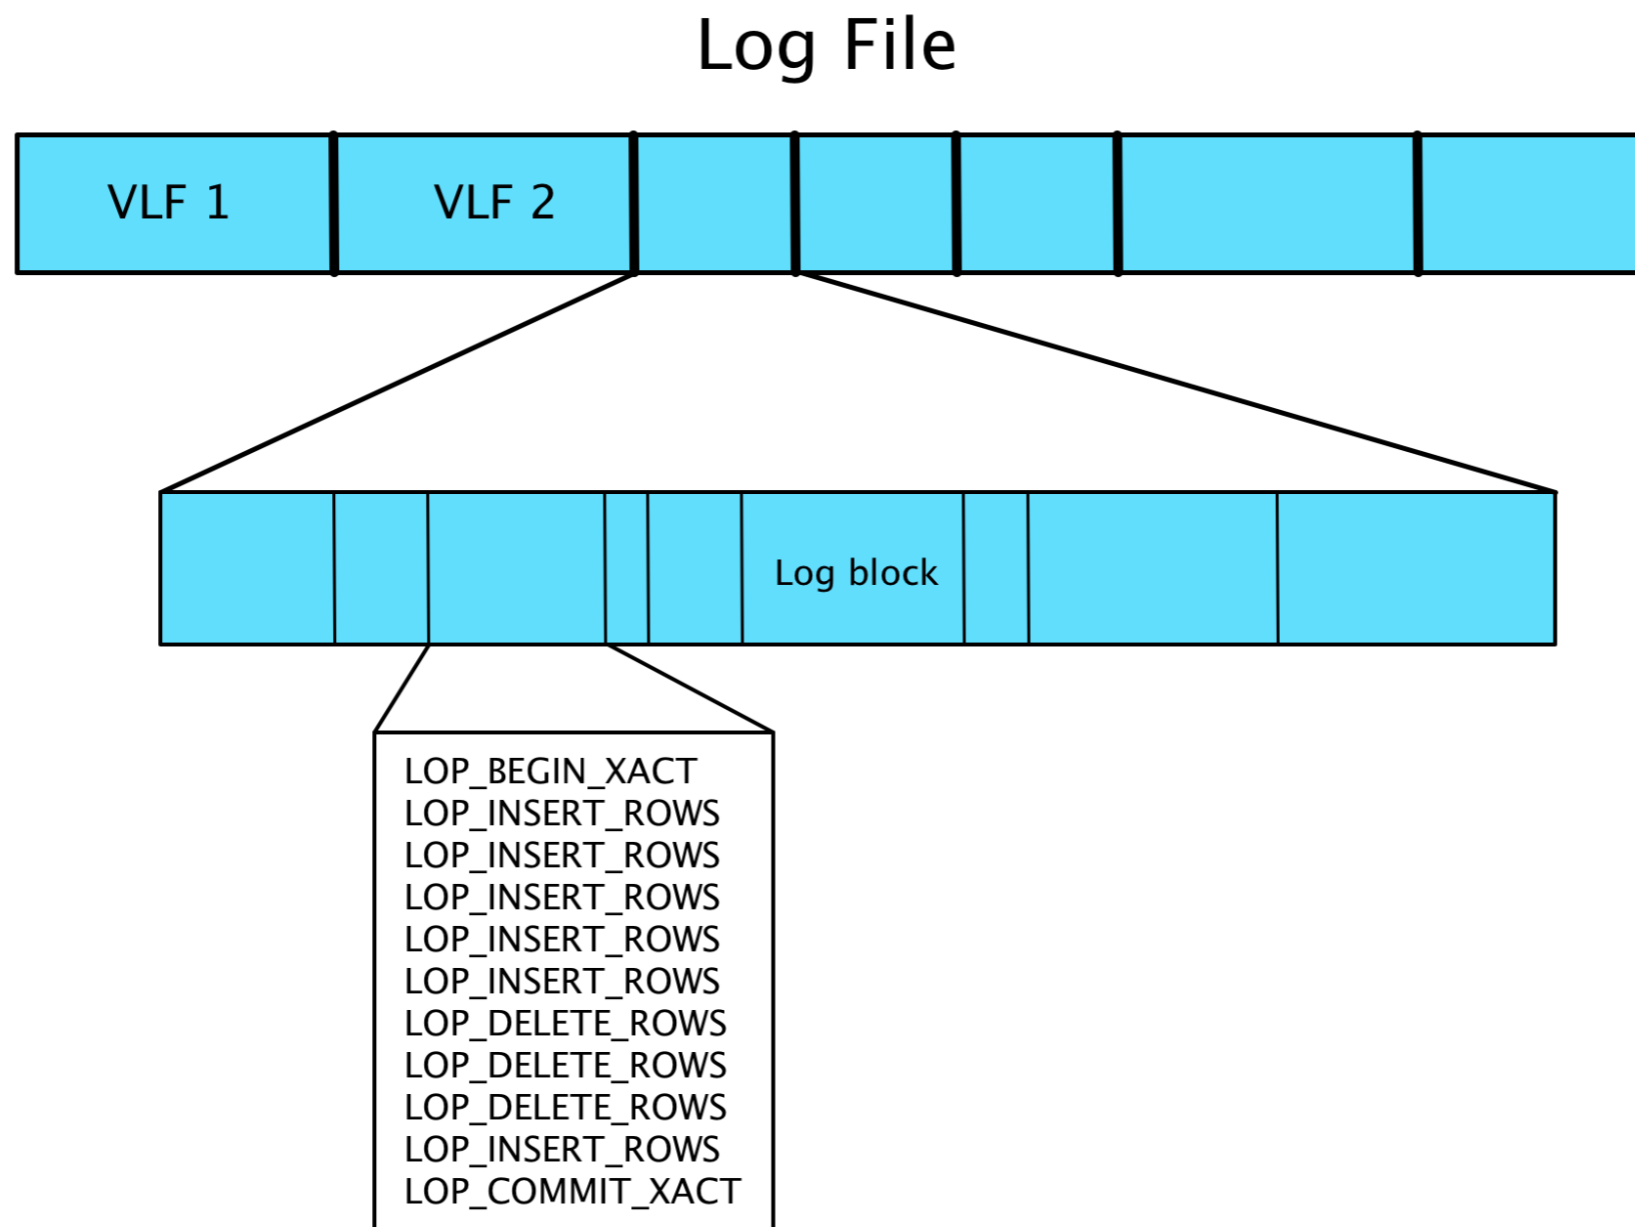 Log File
VLF 1
VLF 2
Log block
LOP_BEGIN_XACT
LOP_INSERT_ROWS
LOP_INSERT_ROWS
LOP_INSERT_ROWS
LOP_INSERT_ROWS
LOP_INSERT_ROWS
LOP_DELETE_ROWS
LOP_DELETE_ROWS
LOP_DELETE_ROWS
LOP_INSERT_ROWS
LOP_COMMIT_XACT